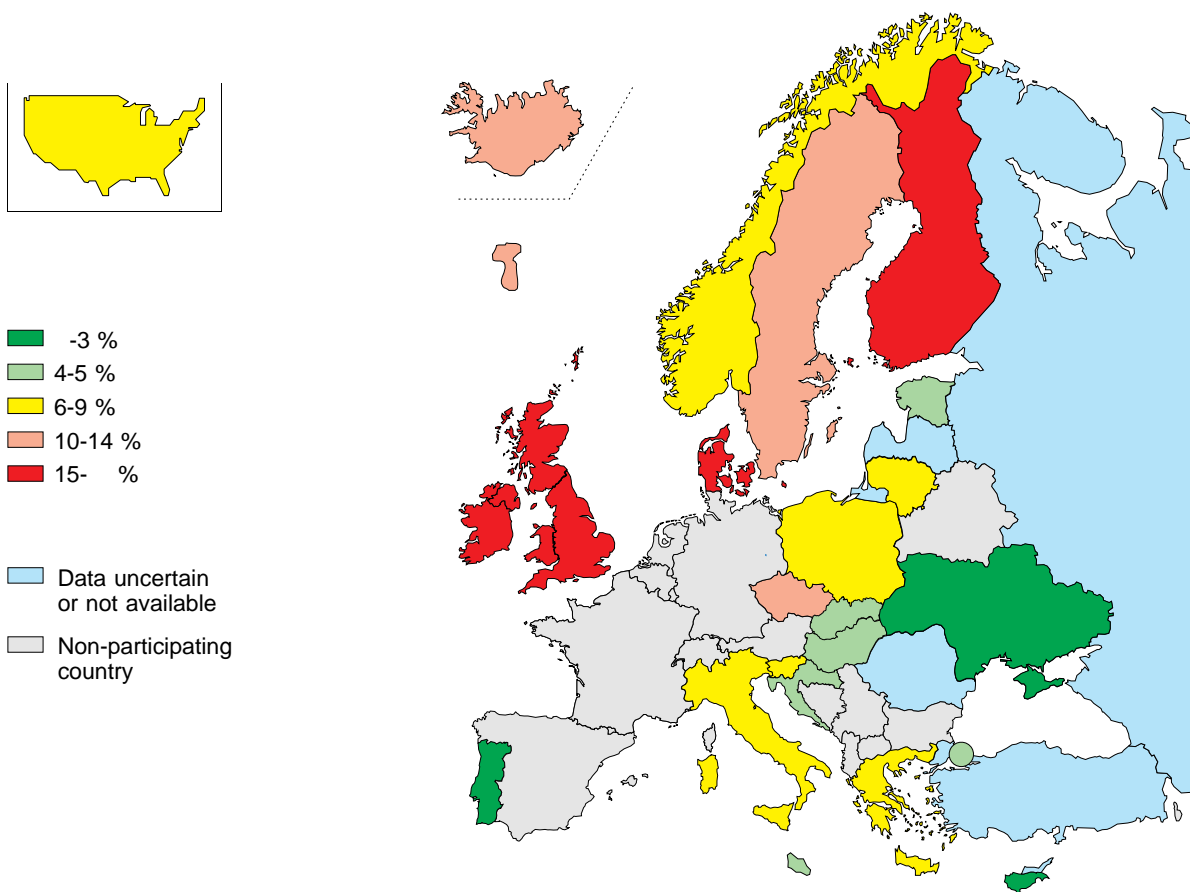 -3 %
4-5 %
6-9 %
10-14 %
15- %
Data uncertain
or not available
Non-participating
country